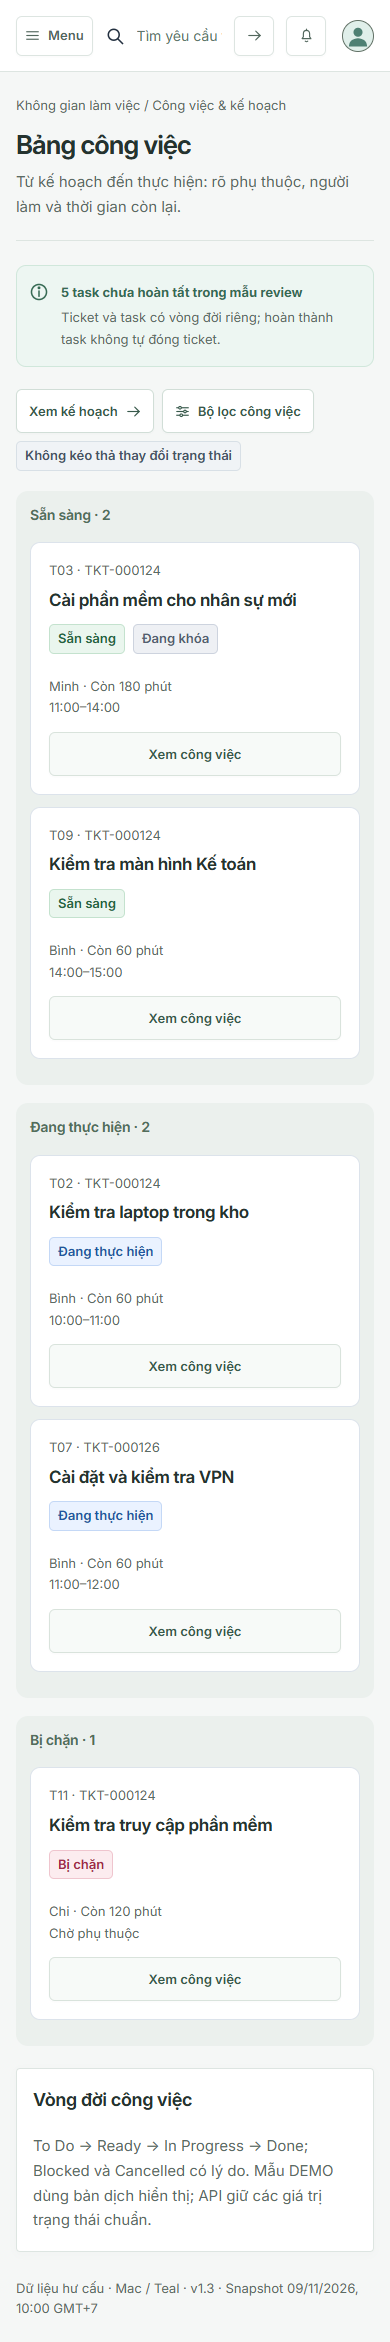 Menu
Tìm yêu cầu
Không gian làm việc / Công việc & kế hoạch
Bảng công việc
Từ kế hoạch đến thực hiện: rõ phụ thuộc, người
làm và thời gian còn lại.
5 task chưa hoàn tất trong mẫu review
Ticket và task có vòng đời riêng; hoàn thành
task không tự đóng ticket.
Xem kế hoạch →
Bộ lọc công việc
Không kéo thả thay đổi trạng thái
Sẵn sàng · 2
T03 · TKT-000124
Cài phần mềm cho nhân sự mới
Sẵn sàng
Đang khóa
Minh · Còn 180 phút
11:00–14:00
Xem công việc
T09 · TKT-000124
Kiểm tra màn hình Kế toán
Sẵn sàng
Bình · Còn 60 phút
14:00–15:00
Xem công việc
Đang thực hiện · 2
T02 · TKT-000124
Kiểm tra laptop trong kho
Đang thực hiện
Bình · Còn 60 phút
10:00–11:00
Xem công việc
T07 · TKT-000126
Cài đặt và kiểm tra VPN
Đang thực hiện
Bình · Còn 60 phút
11:00–12:00
Xem công việc
Bị chặn · 1
T11 · TKT-000124
Kiểm tra truy cập phần mềm
Bị chặn
Chi · Còn 120 phút
Chờ phụ thuộc
Xem công việc
Vòng đời công việc
To Do → Ready → In Progress → Done;
Blocked và Cancelled có lý do. Mẫu DEMO
dùng bản dịch hiển thị; API giữ các giá trị
trạng thái chuẩn.
Dữ liệu hư cấu · Mac / Teal · v1.3 · Snapshot 09/11/2026,
10:00 GMT+7